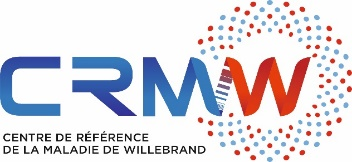 CRMW
CENTRE DE RÉFÉRENCE
DE LA MALADIE DE WILLEBRAND